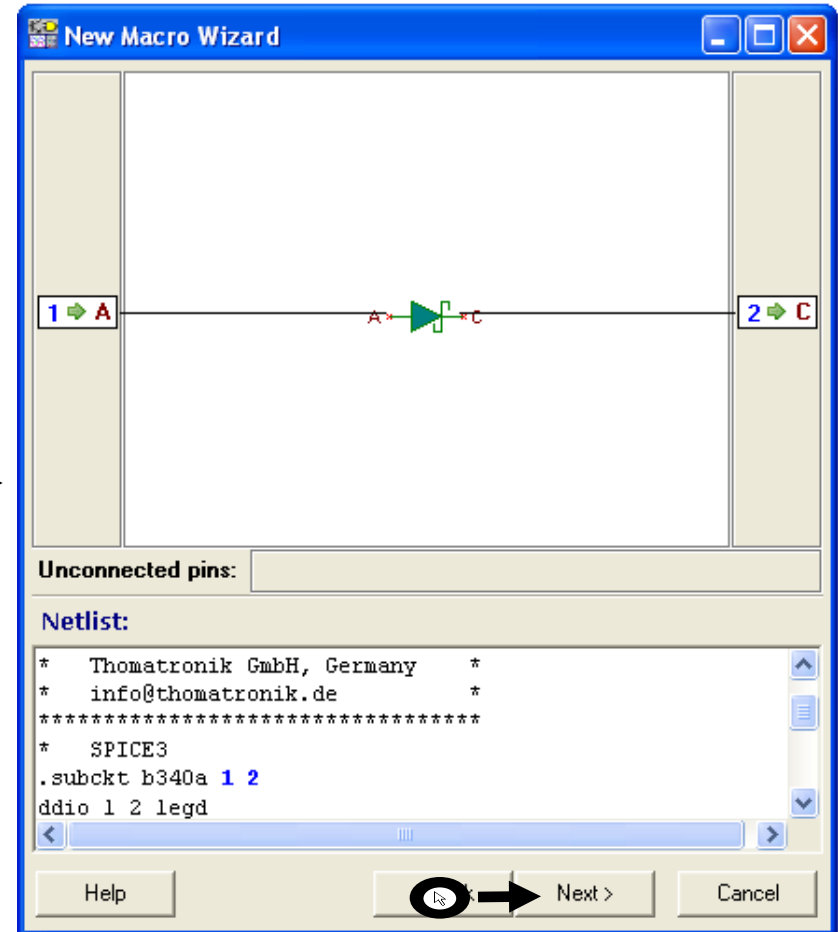 New Macro Wizard
1 A
A C
2 C
Unconnected pins:
Netlist:
* Thomatronik GmbH, Germany *
* info@thomatronik.de *
**********************************
* SPICE3
.subckt b340a 1 2
ddio 1 2 legd
Help
Next >
Cancel